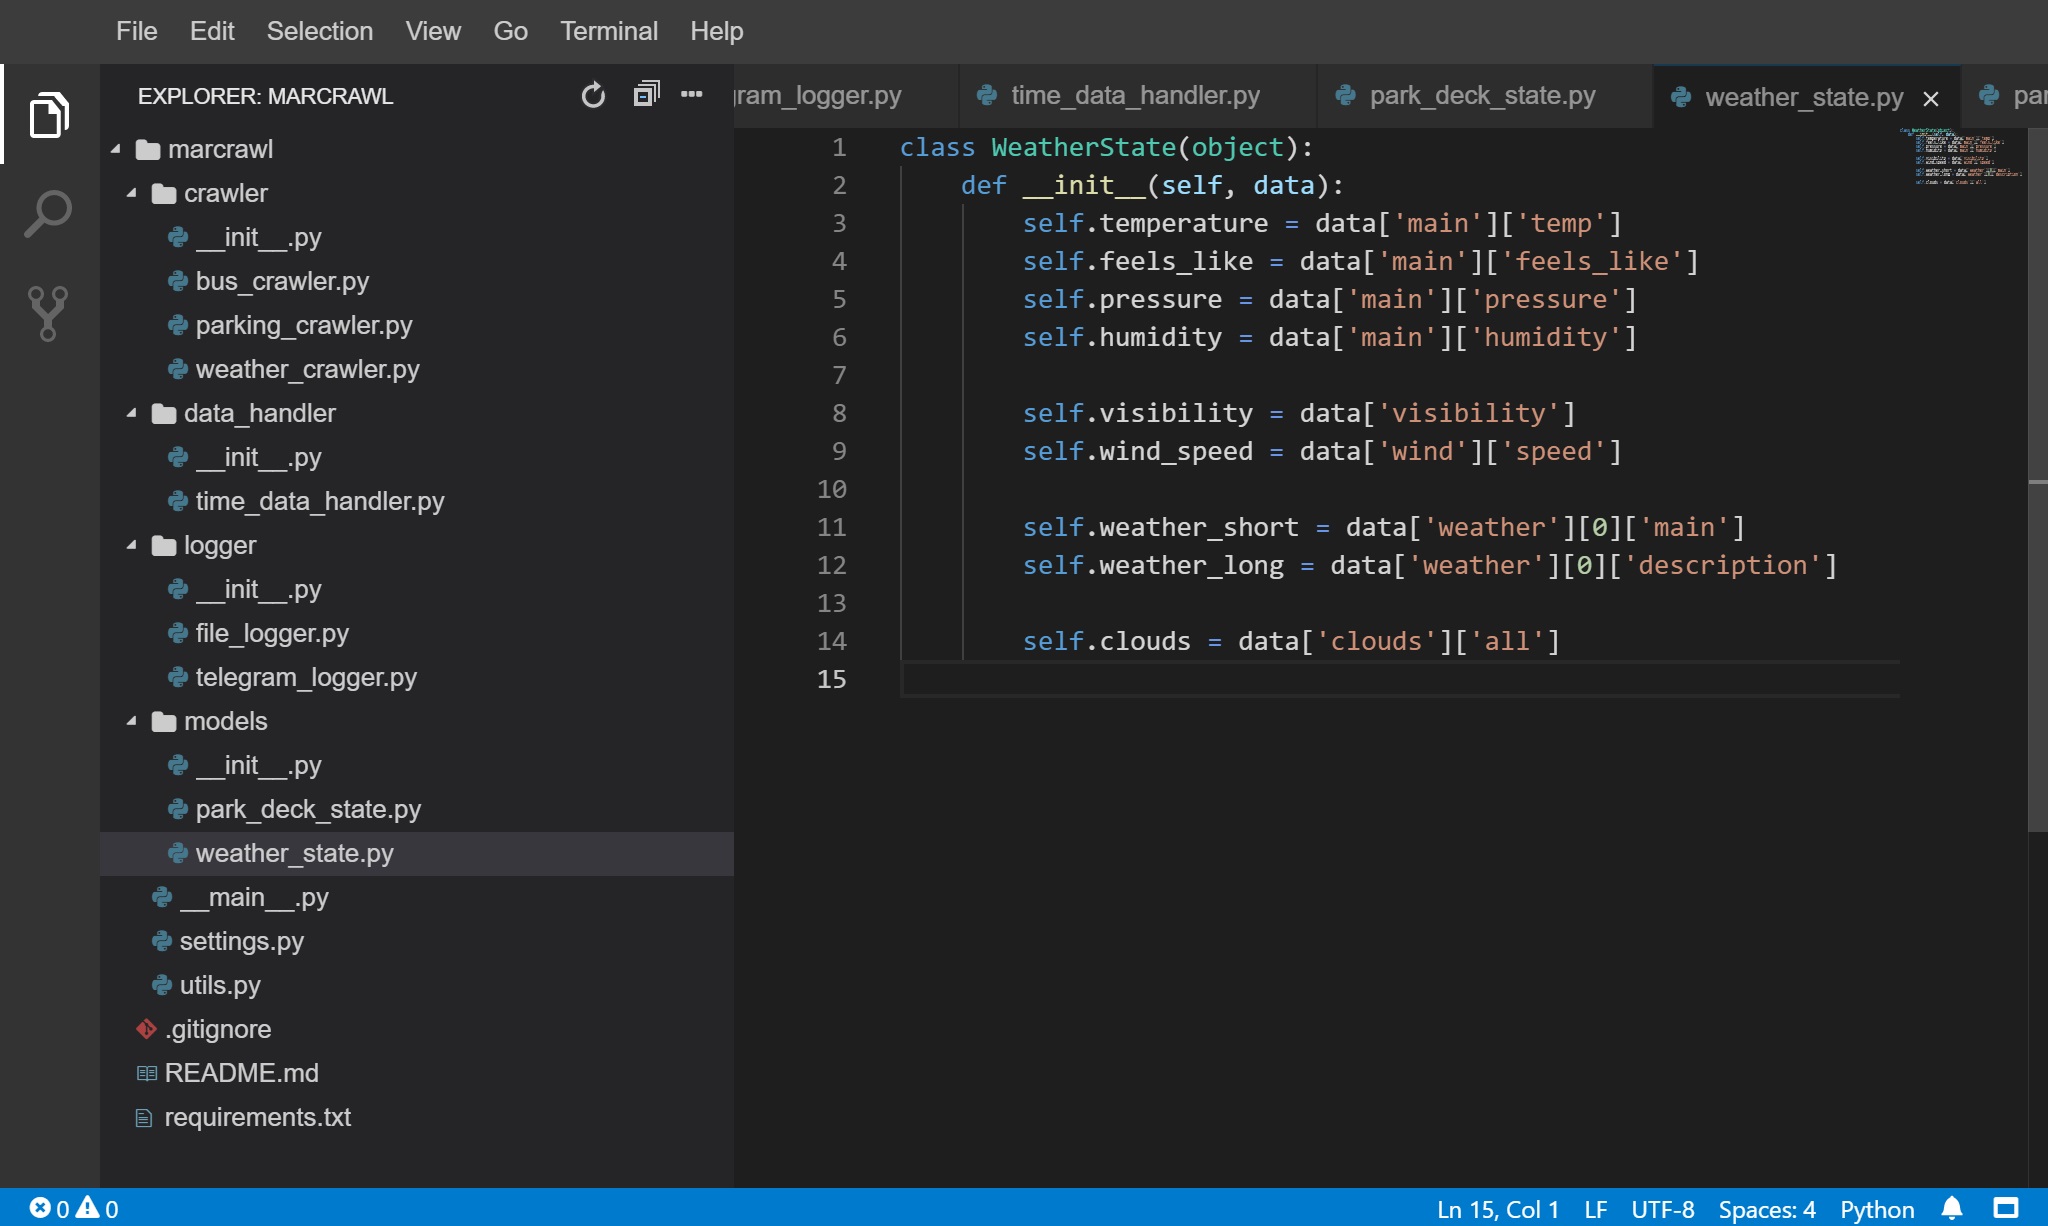 File Edit Selection View Go Terminal Help
EXPLORER: MARCRAWL
marcrawl
crawler
__init__.py
bus_crawler.py
parking_crawler.py
weather_crawler.py
data_handler
__init__.py
time_data_handler.py
logger
__init__.py
file_logger.py
telegram_logger.py
models
__init__.py
park_deck_state.py
weather_state.py
__main__.py
settings.py
utils.py
.gitignore
README.md
requirements.txt
gram_logger.py time_data_handler.py park_deck_state.py weather_state.py par
1 class WeatherState(object):
2 def __init__(self, data):
3 self.temperature = data['main']['temp']
4 self.feels_like = data['main']['feels_like']
5 self.pressure = data['main']['pressure']
6 self.humidity = data['main']['humidity']
7
8 self.visibility = data['visibility']
9 self.wind_speed = data['wind']['speed']
10
11 self.weather_short = data['weather'][0]['main']
12 self.weather_long = data['weather'][0]['description']
13
14 self.clouds = data['clouds']['all']
15
0 0 Ln 15, Col 1 LF UTF-8 Spaces: 4 Python